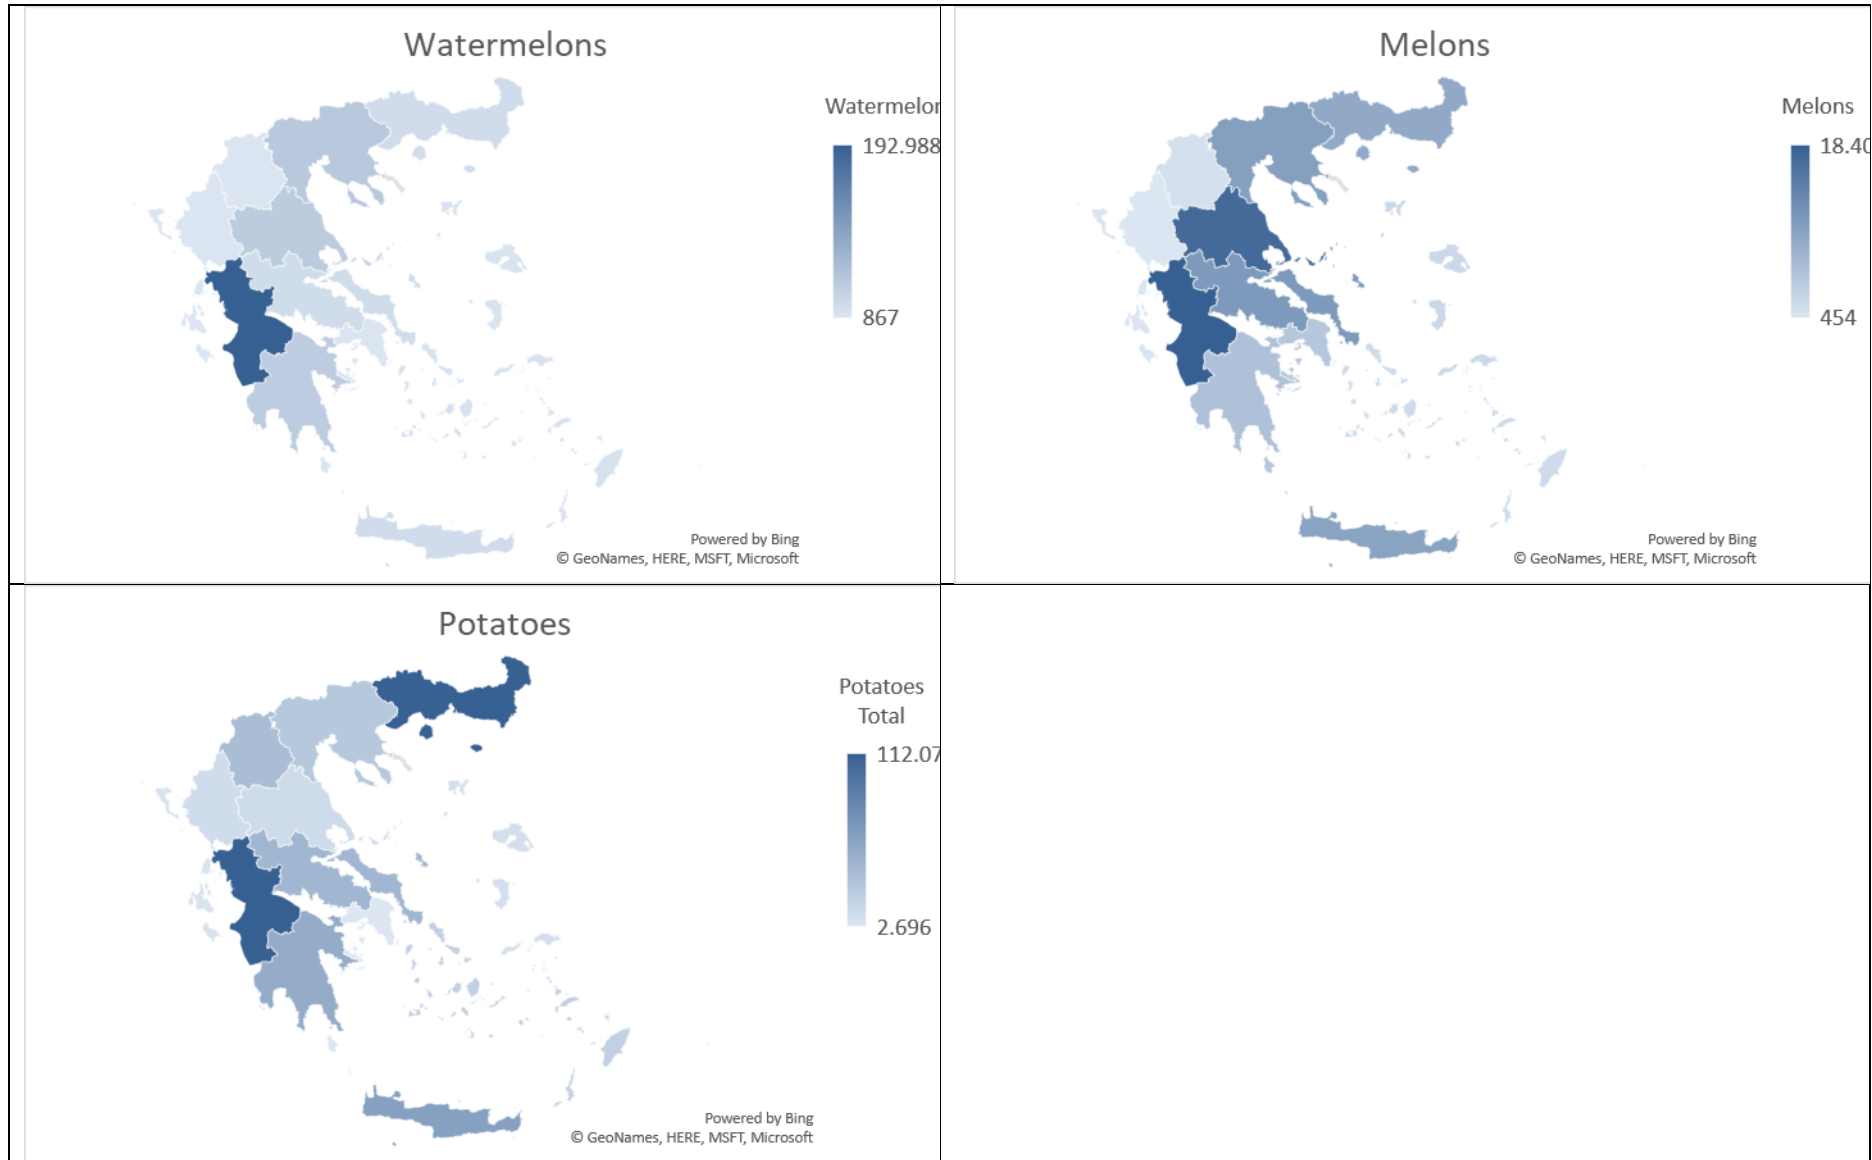 Watermelons
Watermelor
192.988
867
Powered by Bing
© GeoNames, HERE, MSFT, Microsoft
Melons
Melons
18.40
454
Powered by Bing
© GeoNames, HERE, MSFT, Microsoft
Potatoes
Potatoes
Total
112.07
2.696
Powered by Bing
© GeoNames, HERE, MSFT, Microsoft